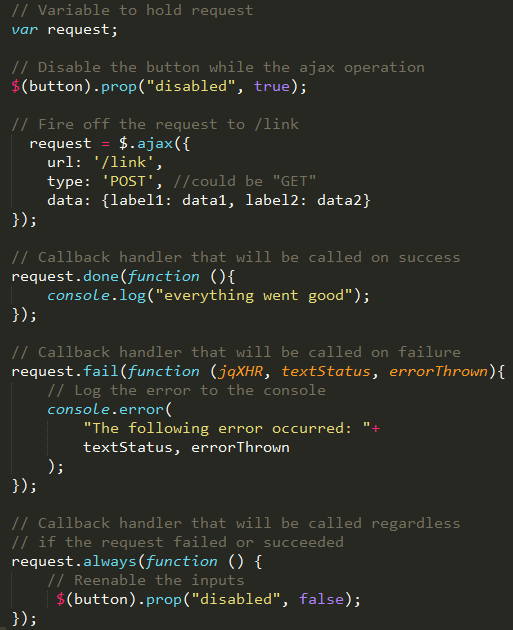 // Variable to hold request
var request;
// Disable the button while the ajax operation
$(button).prop("disabled", true);
// Fire off the request to /link
request = $.ajax({
url: '/link',
type: 'POST', //could be "GET"
data: {label1: data1, label2: data2}
});
// Callback handler that will be called on success
request.done(function (){
console.log("everything went good");
});
// Callback handler that will be called on failure
request.fail(function (jqXHR, textStatus, errorThrown){
// Log the error to the console
console.error(
"The following error occurred: "+
textStatus, errorThrown
);
});
// Callback handler that will be called regardless
// if the request failed or succeeded
request.always(function () {
// Reenable the inputs
$(button).prop("disabled", false);
});